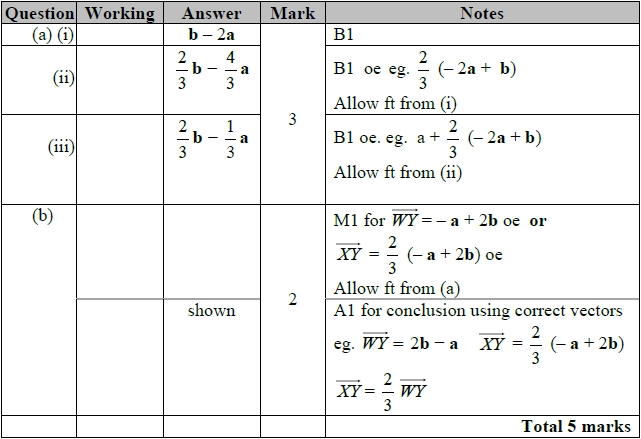 Question Working Answer Mark Notes
(a) (i) b – 2a B1
(ii) 2/3 b – 4/3 a B1 oe eg. 2/3 (– 2a + b)
Allow ft from (i)
3
(iii) 2/3 b – 1/3 a B1 oe. eg. a + 2/3 (– 2a + b)
Allow ft from (ii)
(b) M1 for WY = – a + 2b oe or
XY = 2/3 (– a + 2b) oe
Allow ft from (a)
2
shown A1 for conclusion using correct vectors
eg. WY = 2b – a XY = 2/3 (– a + 2b)
XY = 2/3 WY
Total 5 marks